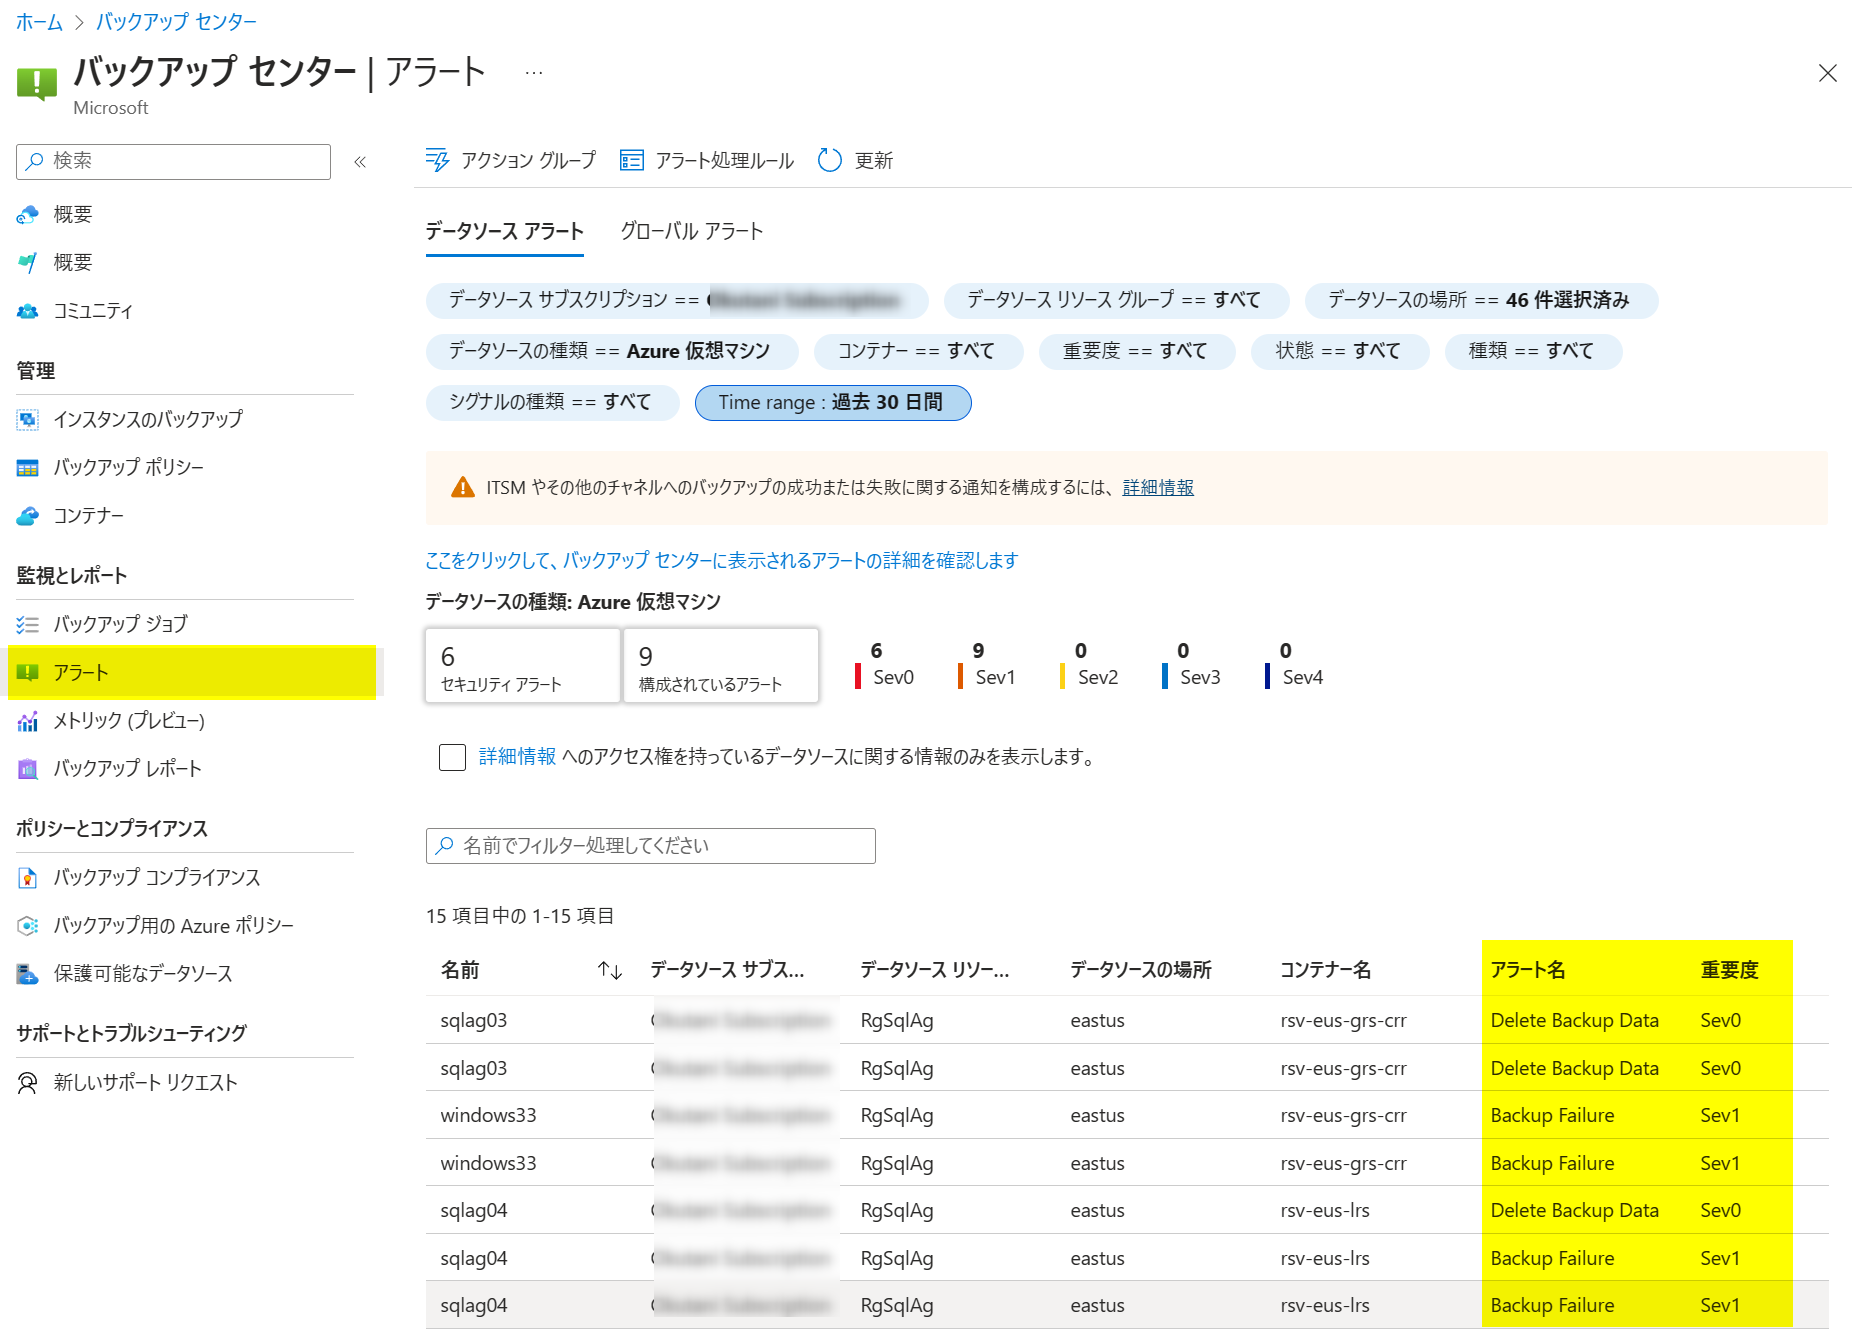 ホーム > バックアップ センター
バックアップ センター | アラート ...
Microsoft
検索 «
概要
概要
コミュニティ
管理
インスタンスのバックアップ
バックアップ ポリシー
コンテナー
監視とレポート
バックアップ ジョブ
アラート
メトリック (プレビュー)
バックアップ レポート
ポリシーとコンプライアンス
バックアップ コンプライアンス
バックアップ用の Azure ポリシー
保護可能なデータソース
サポートとトラブルシューティング
新しいサポート リクエスト
アクション グループ アラート処理ルール 更新
データソース アラート グローバル アラート
データソース サブスクリプション == データソース リソース グループ == すべて データソースの場所 == 46 件選択済み
データソースの種類 == Azure 仮想マシン コンテナー == すべて 重要度 == すべて 状態 == すべて 種類 == すべて
シグナルの種類 == すべて Time range : 過去 30 日間
ITSM やその他のチャネルへのバックアップの成功または失敗に関する通知を構成するには、詳細情報
ここをクリックして、バックアップ センターに表示されるアラートの詳細を確認します
データソースの種類: Azure 仮想マシン
6 9 6 9 0 0 0
セキュリティ アラート 構成されているアラート Sev0 Sev1 Sev2 Sev3 Sev4
詳細情報 へのアクセス権を持っているデータソースに関する情報のみを表示します。
名前でフィルター処理してください
15 項目中の 1-15 項目
名前 ↑↓ データソース サブス... データソース リソー... データソースの場所 コンテナー名 アラート名 重要度
sqlag03 RgSqlAg eastus rsv-eus-grs-crr Delete Backup Data Sev0
sqlag03 RgSqlAg eastus rsv-eus-grs-crr Delete Backup Data Sev0
windows33 RgSqlAg eastus rsv-eus-grs-crr Backup Failure Sev1
windows33 RgSqlAg eastus rsv-eus-grs-crr Backup Failure Sev1
sqlag04 RgSqlAg eastus rsv-eus-lrs Delete Backup Data Sev0
sqlag04 RgSqlAg eastus rsv-eus-lrs Backup Failure Sev1
sqlag04 RgSqlAg eastus rsv-eus-lrs Backup Failure Sev1